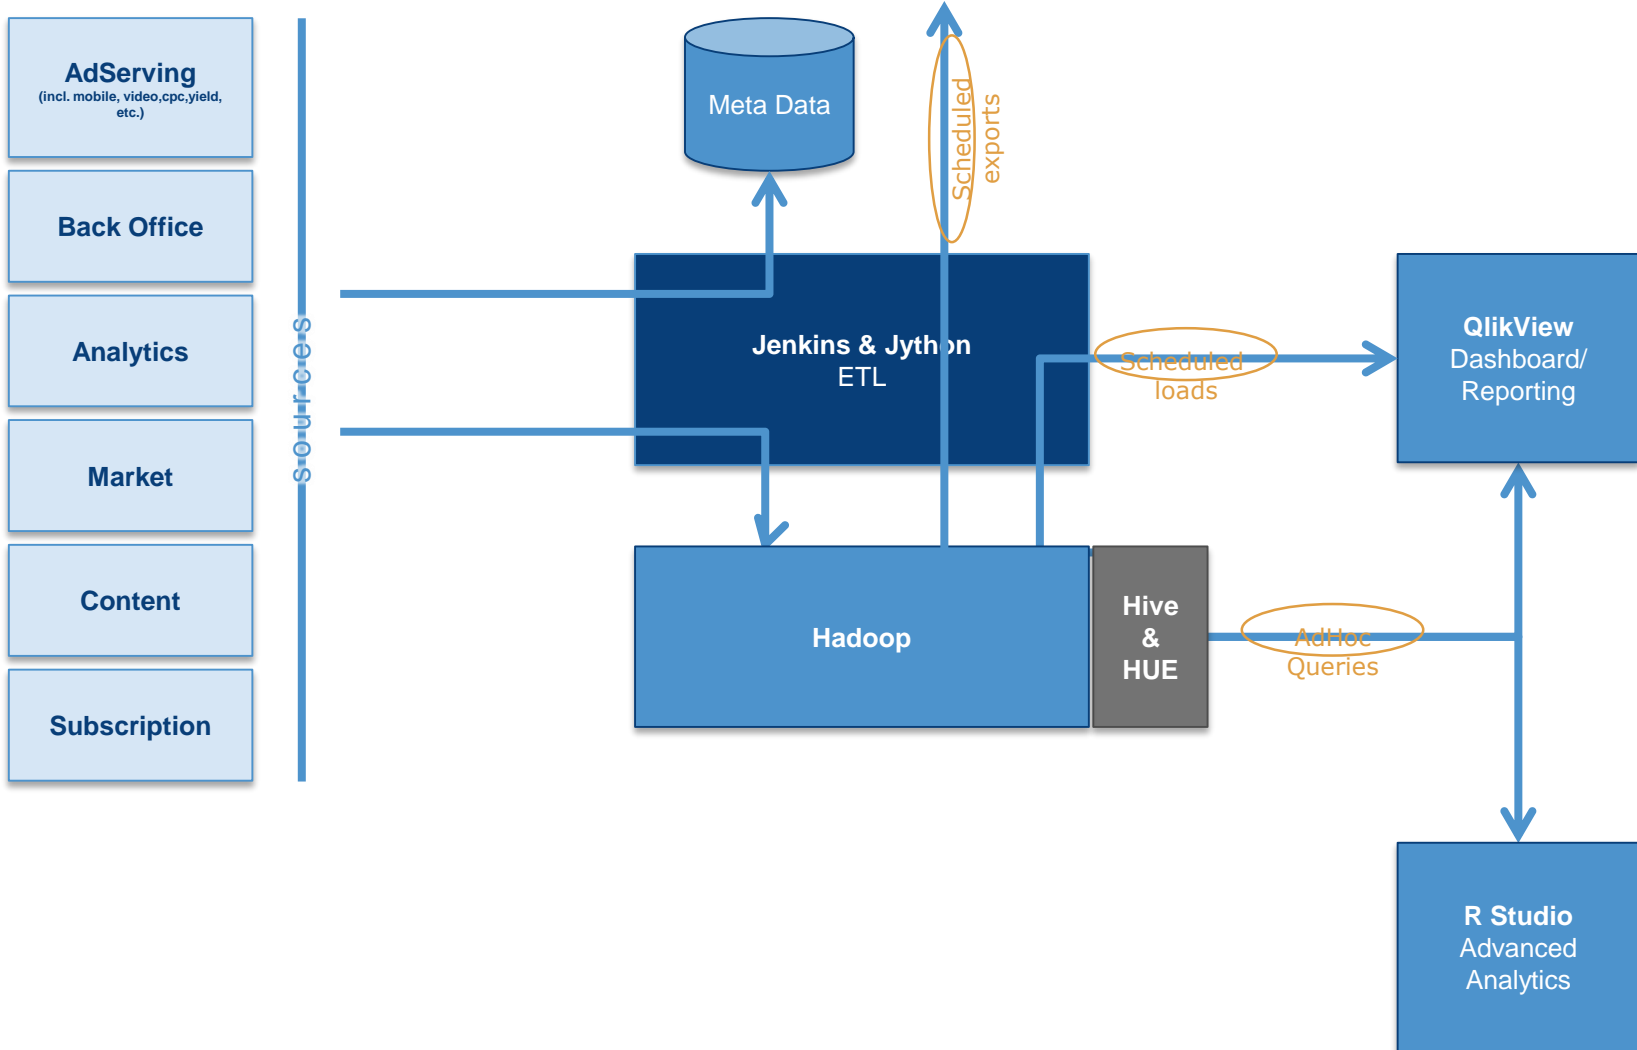 AdServing
(incl. mobile, video,cpc,yield,
etc.)
Back Office
Analytics
Market
Content
Subscription
sources
Meta Data
Scheduled
exports
Jenkins & Jython
ETL
Scheduled
loads
QlikView
Dashboard/
Reporting
Hadoop
Hive
&
HUE
AdHoc
Queries
R Studio
Advanced
Analytics